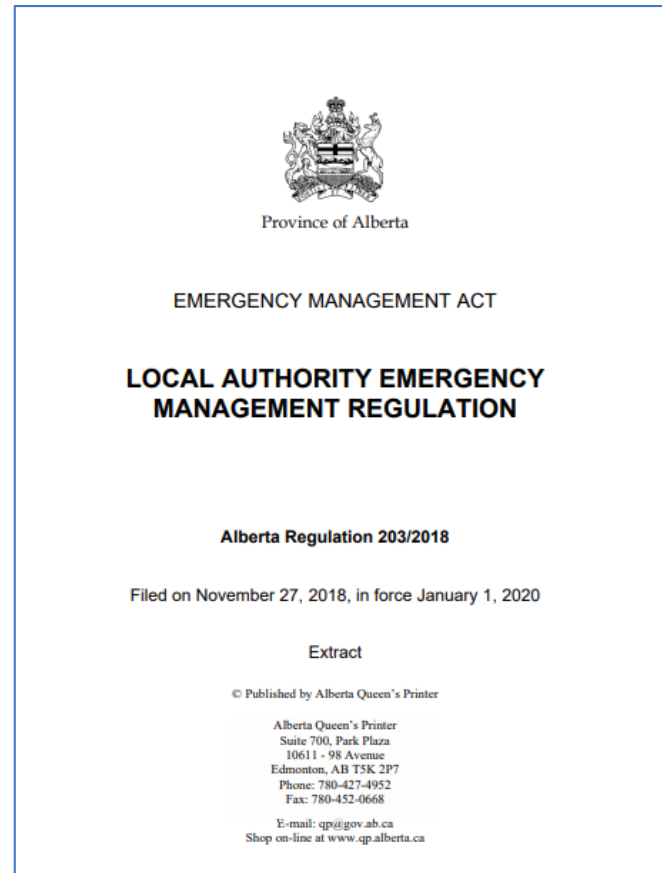 Province of Alberta
EMERGENCY MANAGEMENT ACT
LOCAL AUTHORITY EMERGENCY
MANAGEMENT REGULATION
Alberta Regulation 203/2018
Filed on November 27, 2018, in force January 1, 2020
Extract
© Published by Alberta Queen's Printer
Alberta Queen's Printer
Suite 700, Park Plaza
10611 - 98 Avenue
Edmonton, AB T5K 2P7
Phone: 780-427-4952
Fax: 780-452-0668
E-mail: qp@gov.ab.ca
Shop on-line at www.qp.alberta.ca